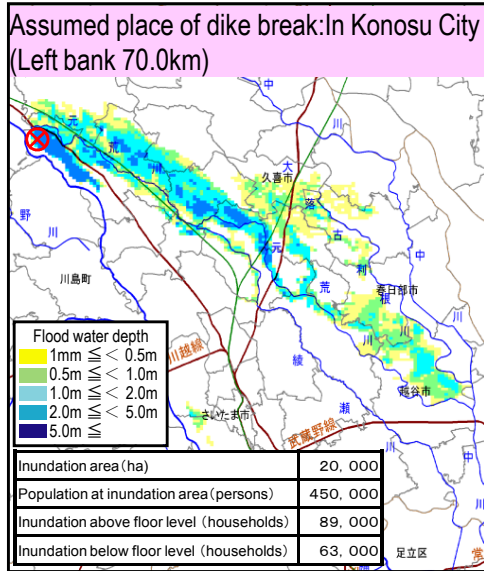 Assumed place of dike break:In Konosu City
(Left bank 70.0km)
中
川
元
荒
川
大
久喜市
落
古
利
根
川
元
荒
川
野
川
中
川
春日部市
川島町
綾
瀬
川
越谷市
Flood water depth
1mm ≦ < 0.5m
0.5m ≦ < 1.0m
1.0m ≦ < 2.0m
2.0m ≦ < 5.0m
5.0m ≦
川越線
さいたま市
武蔵野線
中
川
Inundation area(ha) 20, 000
Population at inundation area(persons) 450, 000
Inundation above floor level (households) 89, 000
Inundation below floor level (households) 63, 000
足立区